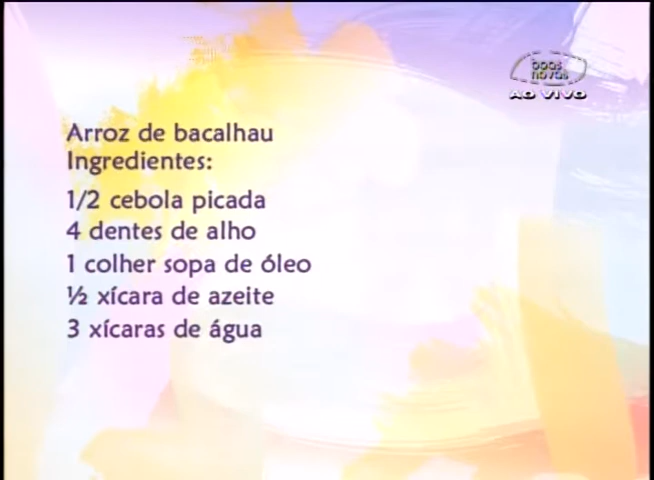 boas
novas
AO VIVO
Arroz de bacalhau
Ingredientes:
1/2 cebola picada
4 dentes de alho
1 colher sopa de óleo
½ xícara de azeite
3 xícaras de água